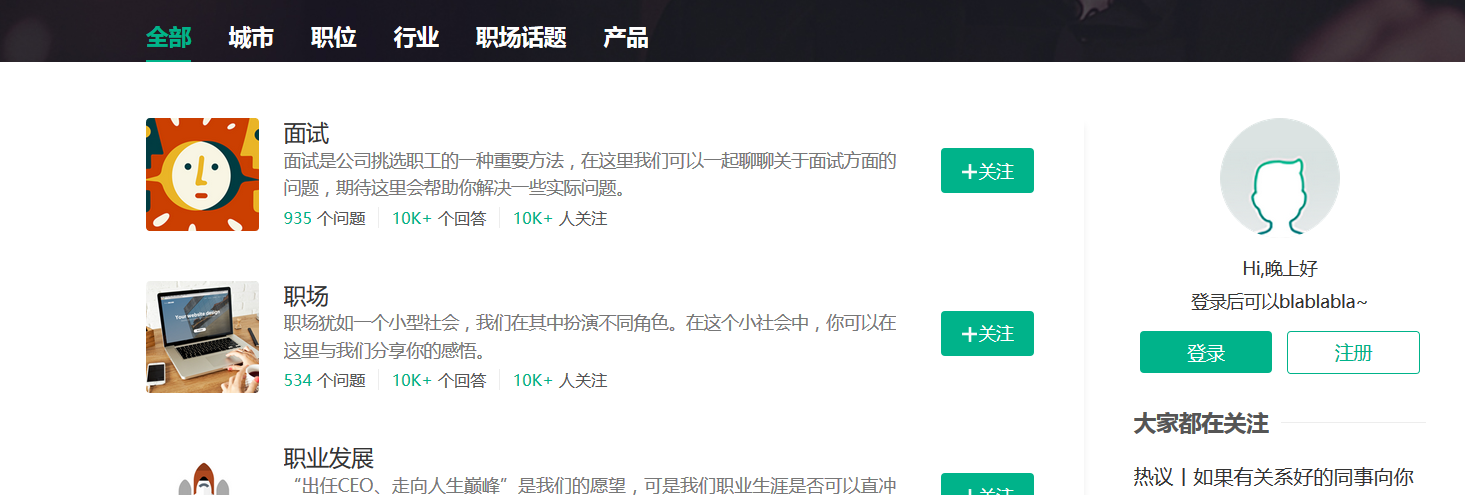 全部 城市 职位 行业 职场话题 产品
面试
面试是公司挑选职工的一种重要方法，在这里我们可以一起聊聊关于面试方面的
问题，期待这里会帮助你解决一些实际问题。
935 个问题 10K+ 个回答 10K+ 人关注
+关注
职场
职场犹如一个小型社会，我们在其中扮演不同角色。在这个小社会中，你可以在
这里与我们分享你的感悟。
534 个问题 10K+ 个回答 10K+ 人关注
+关注
职业发展
“出任CEO、走向人生巅峰”是我们的愿望，可是我们职业生涯是否可以直冲
+关注
Hi,晚上好
登录后可以blablabla~
登录 注册
大家都在关注
热议丨如果有关系好的同事向你